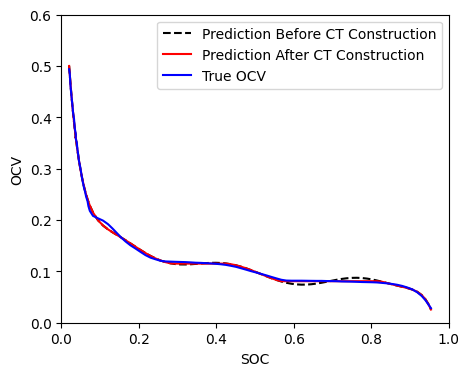 Prediction Before CT Construction
Prediction After CT Construction
True OCV
0.6
0.5
0.4
0.3
0.2
0.1
0.0
OCV
0.0 0.2 0.4 0.6 0.8 1.0
SOC